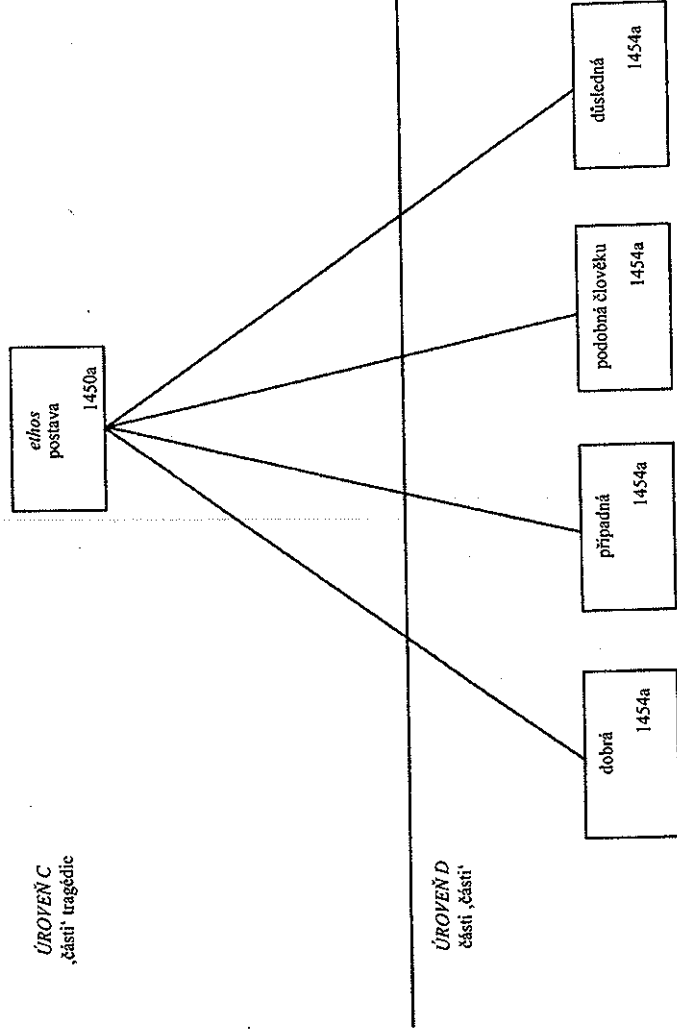 ÚROVEŇ C
‚části‘ tragédie
ethos
postava
1450a
ÚROVEŇ D
části ‚části‘
dobrá
1454a
případná
1454a
podobná člověku
1454a
důsledná
1454a